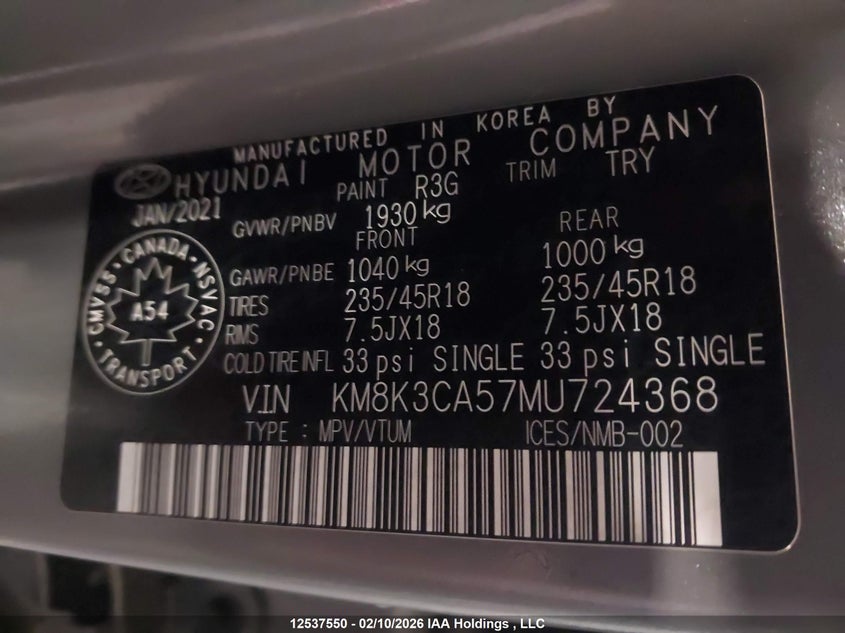 MANUFACTURED IN KOREA BY
HYUNDAI MOTOR COMPANY
JAN/2021 PAINT R3G TRIM TRY
GVWR/PNBV 1930 kg
FRONT REAR
GAWR/PNBE 1040 kg 1000 kg
TIRES 235/45R18 235/45R18
RIMS 7.5JX18 7.5JX18
COLD TIRE INFL 33 psi SINGLE 33 psi SINGLE
V.I.N KM8K3CA57MU724368
TYPE : MPV/VTUM ICES/NMB-002
CMVSS · CANADA · NSVAC · TRANSPORT ·
A54
12537550 - 02/10/2026 IAA Holdings , LLC